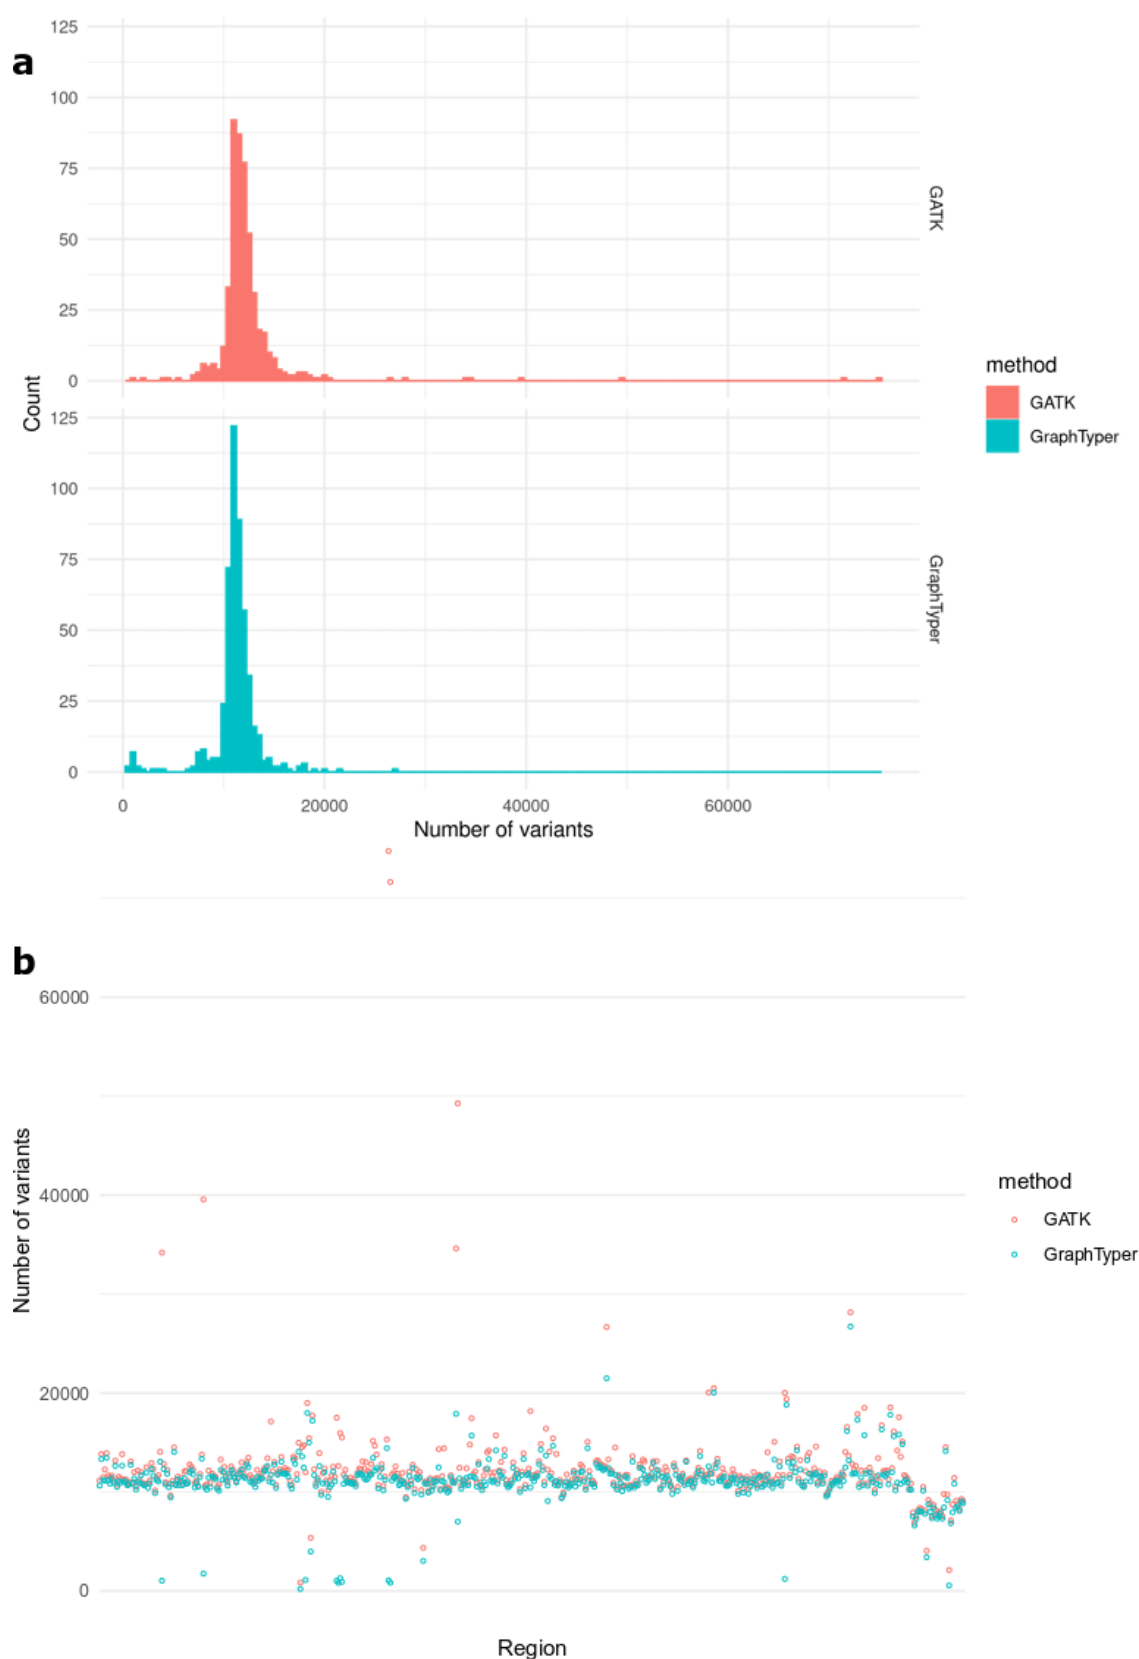 a
125
100
75
50
25
0
GATK
125
100
75
50
25
0
GraphTyper
Count
0 20000 40000 60000
Number of variants
method
GATK
GraphTyper
b
60000
40000
20000
0
Number of variants
Region
method
GATK
GraphTyper